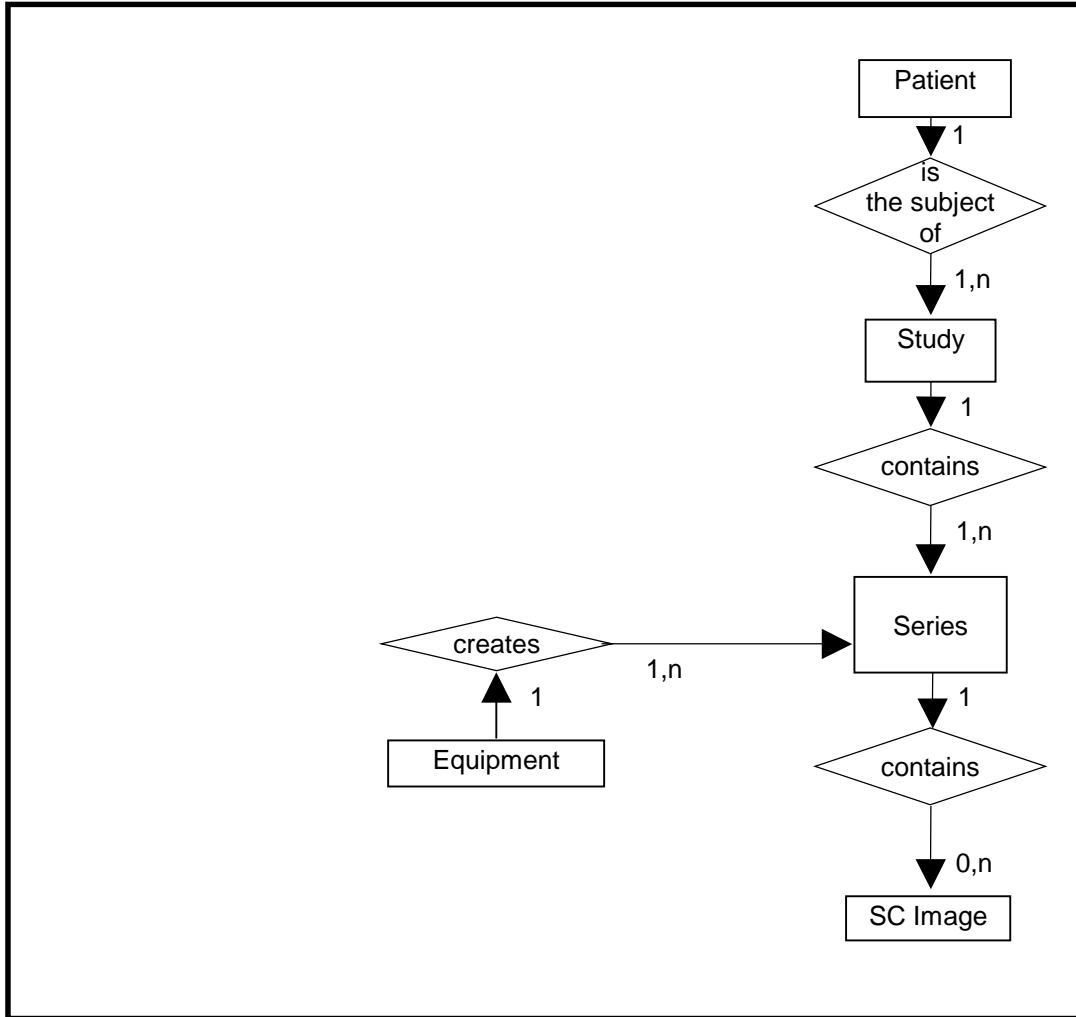 Patient
1
is
the subject
of
1,n
Study
1
contains
1,n
Series
creates
1,n
1
1
Equipment
contains
0,n
SC Image